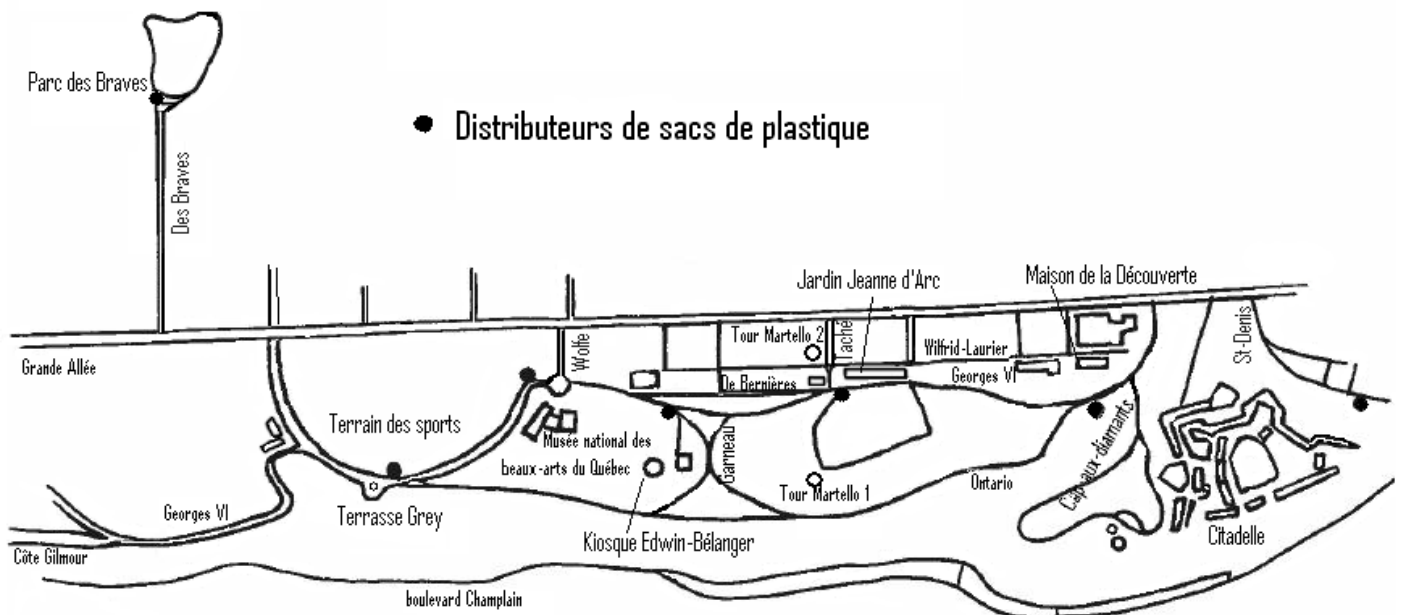 Parc des Braves
Distributeurs de sacs de plastique
Des Braves
Jardin Jeanne d'Arc
Maison de la Découverte
Grande Allée
Wolfe
Tour Martello 2
Taché
Wilfrid-Laurier
St-Denis
De Bernières
Georges VI
Terrain des sports
Musée national des
beaux-arts du Québec
Garneau
Cap-aux-diamants
Tour Martello 1
Ontario
Georges VI
Terrasse Grey
Kiosque Edwin-Bélanger
Citadelle
Côte Gilmour
boulevard Champlain